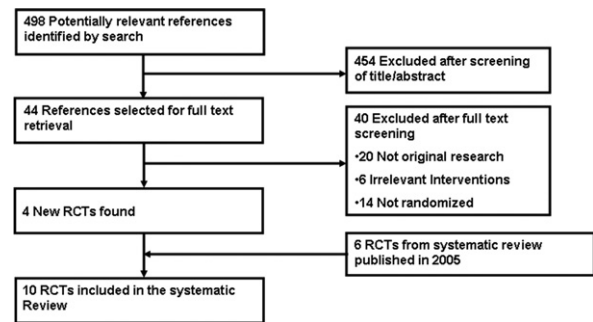 498 Potentially relevant references
identified by search
454 Excluded after screening
of title/abstract
44 References selected for full text
retrieval
40 Excluded after full text
screening
•20 Not original research
•6 Irrelevant Interventions
•14 Not randomized
4 New RCTs found
6 RCTs from systematic review
published in 2005
10 RCTs included in the systematic
Review